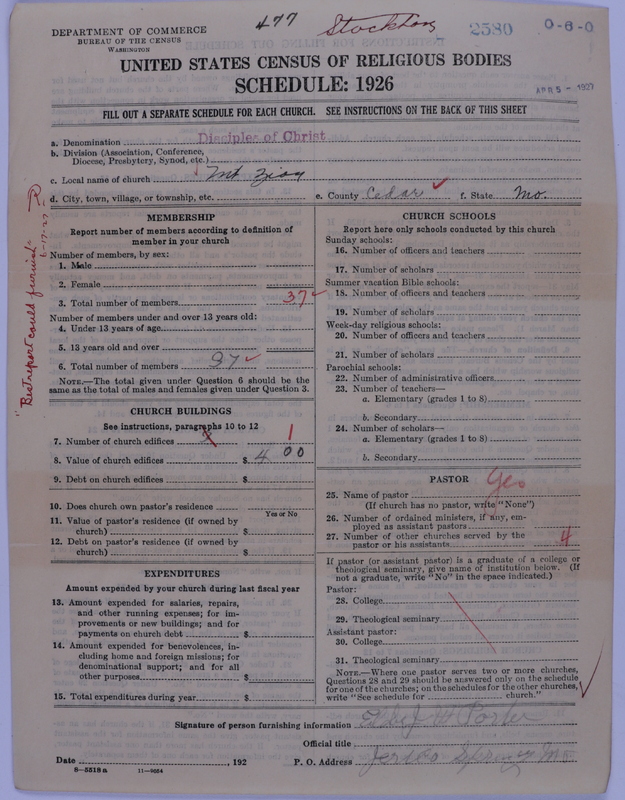 DEPARTMENT OF COMMERCE
BUREAU OF THE CENSUS
WASHINGTON
477 Stockton 2580 0-6-0
UNITED STATES CENSUS OF RELIGIOUS BODIES
SCHEDULE: 1926
APR 5 - 1927
FILL OUT A SEPARATE SCHEDULE FOR EACH CHURCH. SEE INSTRUCTIONS ON THE BACK OF THIS SHEET
a. Denomination Disciples of Christ
b. Division (Association, Conference,
Diocese, Presbytery, Synod, etc.)
c. Local name of church Mt Zion
d. City, town, village, or township, etc. e. County Cedar f. State Mo.
"Best report could furnish"
MEMBERSHIP
Report number of members according to definition of
member in your church
Number of members, by sex:
1. Male
2. Female
3. Total number of members 37
Number of members under and over 13 years old:
4. Under 13 years of age
5. 13 years old and over
6. Total number of members 37
NOTE.—The total given under Question 6 should be the
same as the total of males and females given under Question 3.
CHURCH BUILDINGS
See instructions, paragraphs 10 to 12
7. Number of church edifices 1
8. Value of church edifices $ 400
9. Debt on church edifices $
10. Does church own pastor's residence
Yes or No
11. Value of pastor's residence (if owned by
church) $
12. Debt on pastor's residence (if owned by
church) $
EXPENDITURES
Amount expended by your church during last fiscal year
13. Amount expended for salaries, repairs,
and other running expenses; for im-
provements or new buildings; and for
payments on church debt $
14. Amount expended for benevolences, in-
cluding home and foreign missions; for
denominational support; and for all
other purposes $
15. Total expenditures during year $
CHURCH SCHOOLS
Report here only schools conducted by this church
Sunday schools:
16. Number of officers and teachers
17. Number of scholars
Summer vacation Bible schools:
18. Number of officers and teachers
19. Number of scholars
Week-day religious schools:
20. Number of officers and teachers
21. Number of scholars
Parochial schools:
22. Number of administrative officers
23. Number of teachers—
a. Elementary (grades 1 to 8)
b. Secondary
24. Number of scholars—
a. Elementary (grades 1 to 8)
b. Secondary
PASTOR
25. Name of pastor Yes
(If church has no pastor, write "None")
26. Number of ordained ministers, if any, em-
ployed as assistant pastors
27. Number of other churches served by the
pastor or his assistants 4
If pastor (or assistant pastor) is a graduate of a college or
theological seminary, give name of institution below. (If
not a graduate, write "No" in the space indicated.)
Pastor:
28. College
29. Theological seminary
Assistant pastor:
30. College
31. Theological seminary
NOTE.—Where one pastor serves two or more churches,
Questions 28 and 29 should be answered only on the schedule
for one of the churches; on the schedules for the other churches,
write "See schedule for church."
Signature of person furnishing information Porter
Official title
Date , 192 P. O. Address Springs Mo
8-5518 a 11-9554